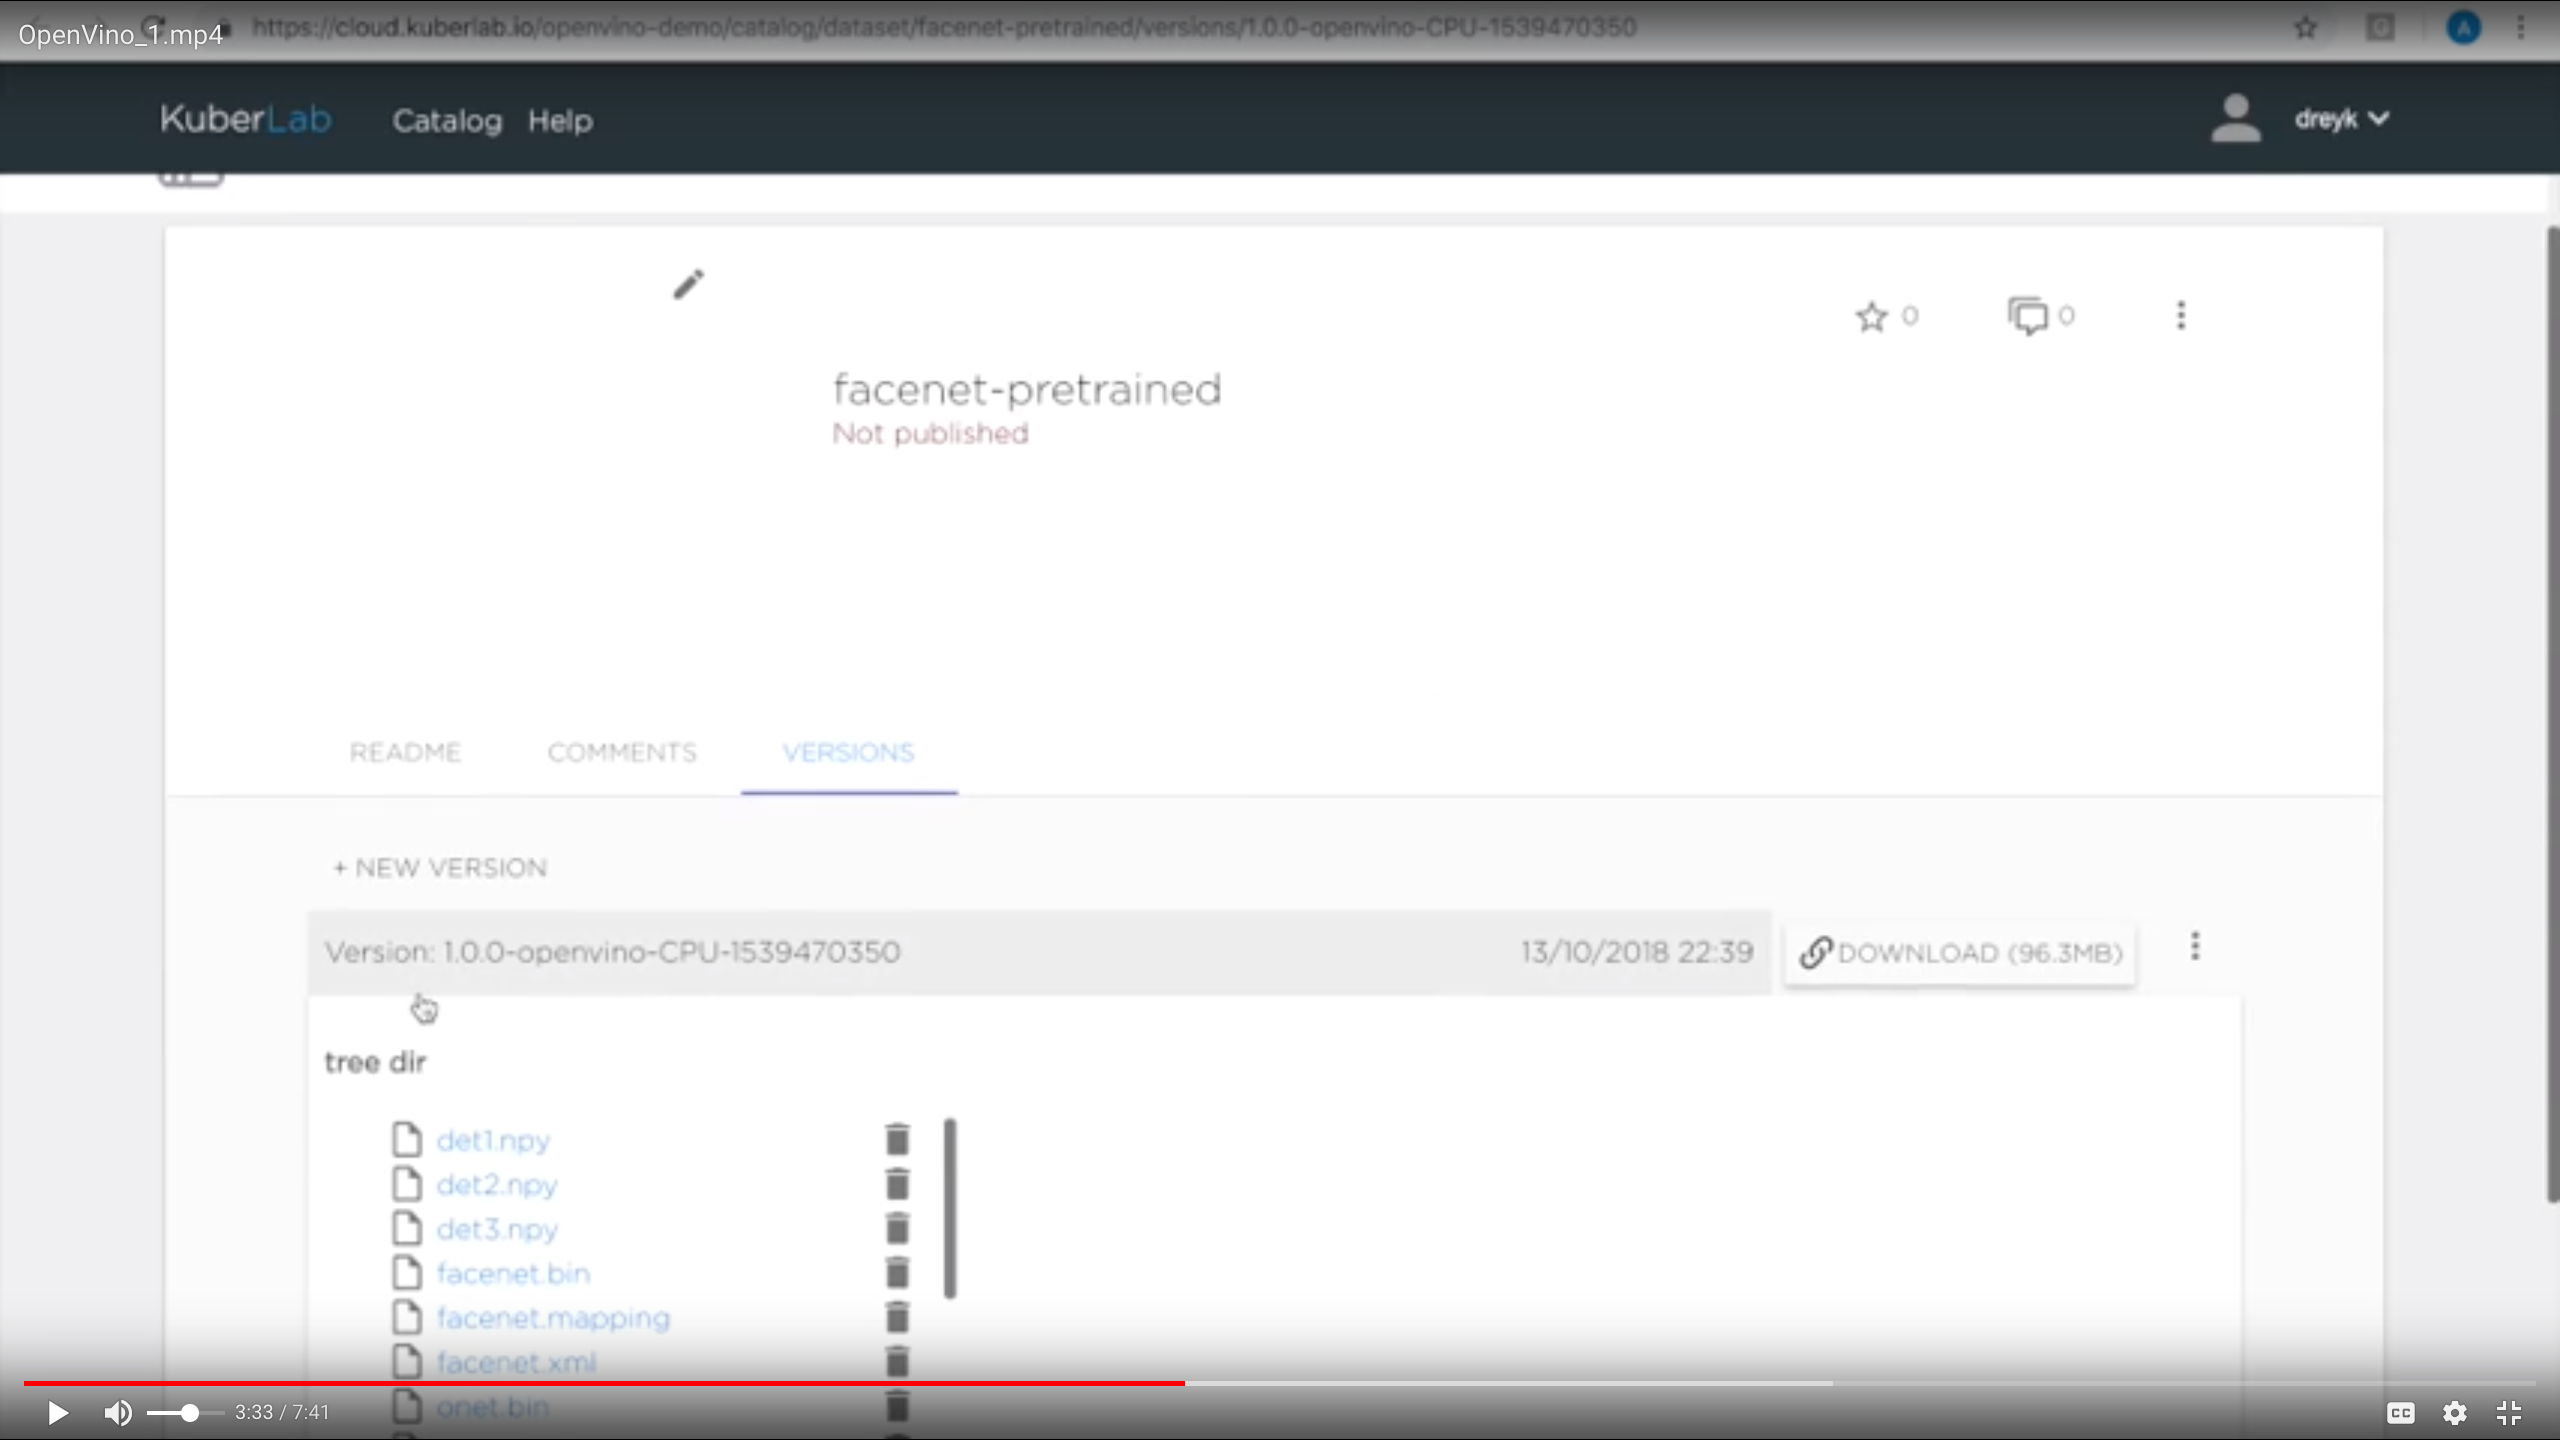 OpenVino_1.mp4
https://cloud.kuberlab.io/openvino-demo/catalog/dataset/facenet-pretrained/versions/1.0.0-openvino-CPU-1539470350
A
KuberLab
Catalog
Help
dreyk
0
0
facenet-pretrained
Not published
README
COMMENTS
VERSIONS
+ NEW VERSION
Version: 1.0.0-openvino-CPU-1539470350
13/10/2018 22:39
DOWNLOAD (96.3MB)
tree dir
det1.npy
det2.npy
det3.npy
facenet.bin
facenet.mapping
facenet.xml
onet.bin
3:33 / 7:41
CC